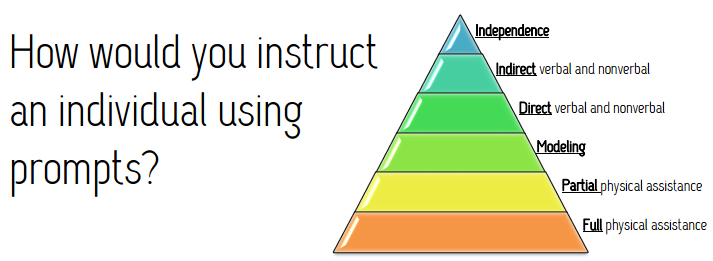 How would you instruct
an individual using
prompts?
Independence
Indirect verbal and nonverbal
Direct verbal and nonverbal
Modeling
Partial physical assistance
Full physical assistance